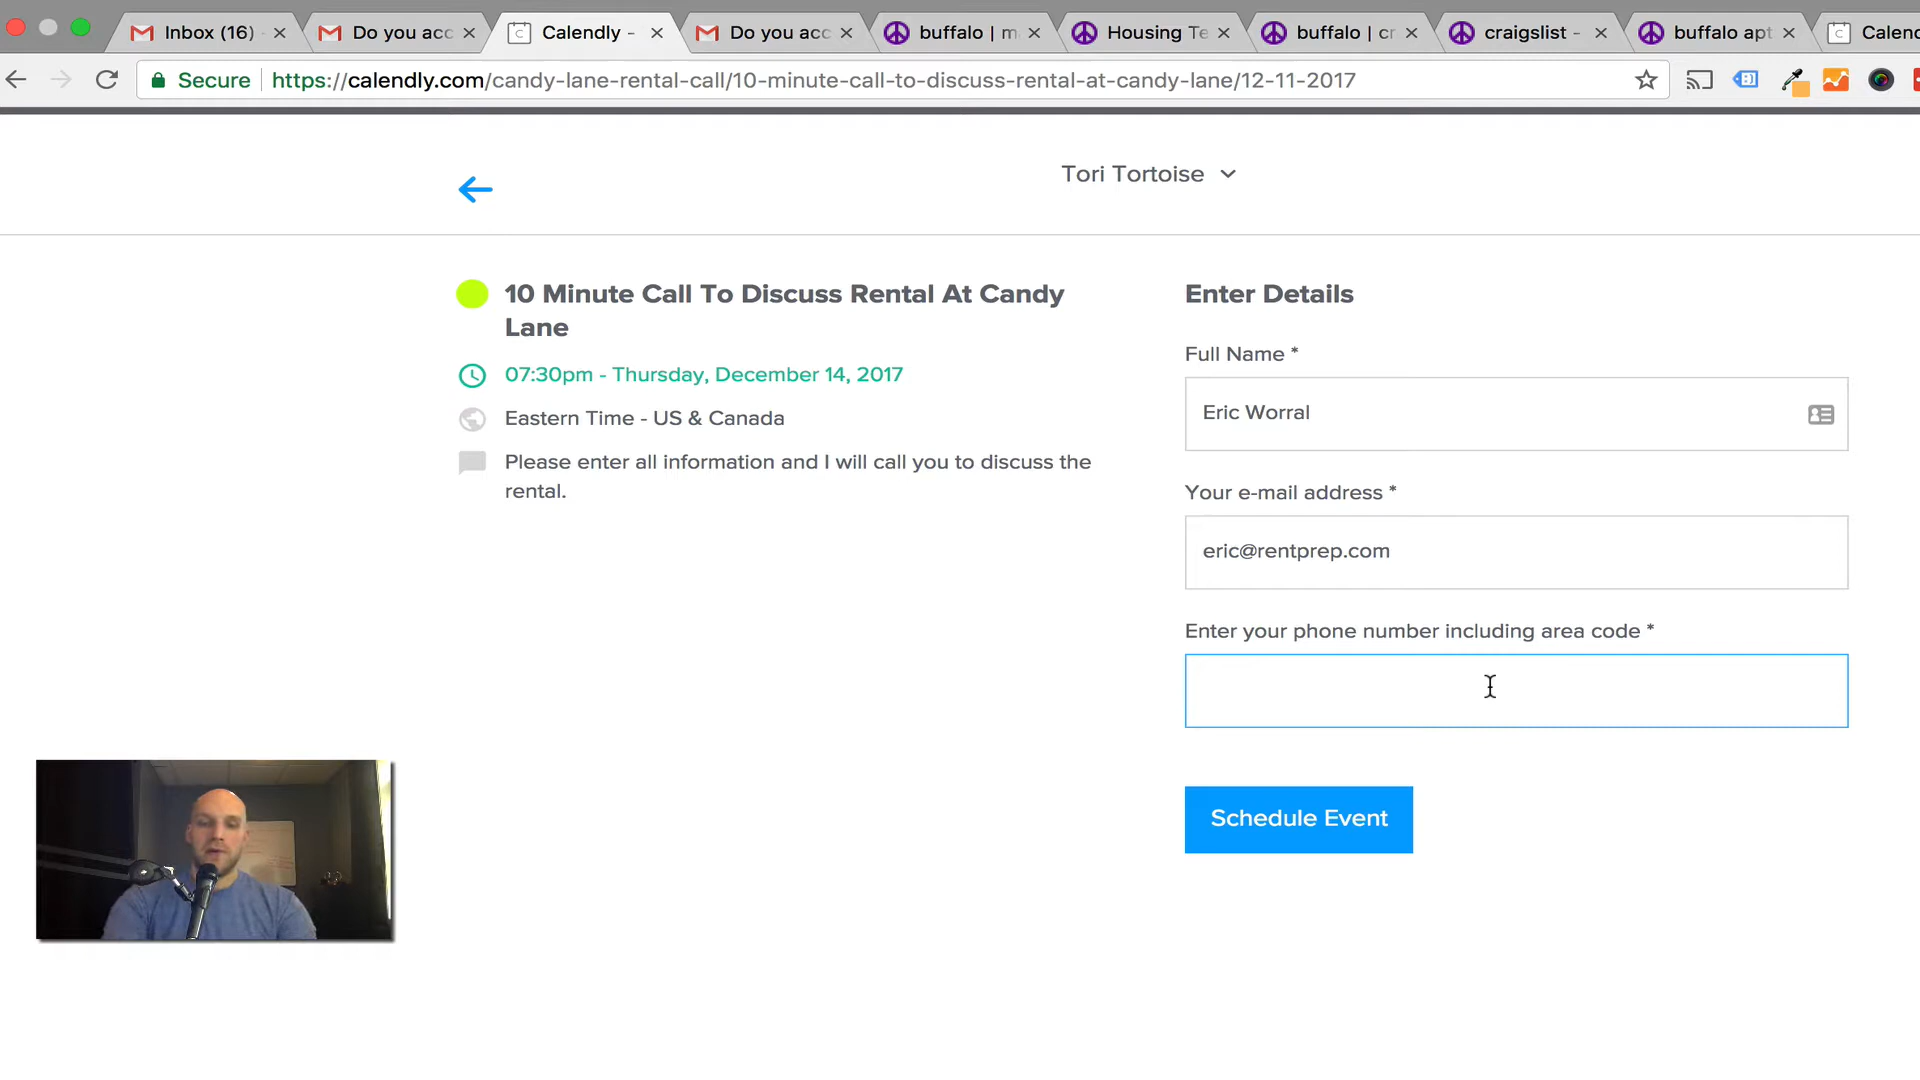 Inbox (16)
Do you acc
Calendly -
Do you acc
buffalo | m
Housing Te
buffalo | cr
craigslist -
buffalo apt
Calend
Secure
https://calendly.com/candy-lane-rental-call/10-minute-call-to-discuss-rental-at-candy-lane/12-11-2017
Tori Tortoise
10 Minute Call To Discuss Rental At Candy
Lane
07:30pm - Thursday, December 14, 2017
Eastern Time - US & Canada
Please enter all information and I will call you to discuss the
rental.
Enter Details
Full Name *
Eric Worral
Your e-mail address *
eric@rentprep.com
Enter your phone number including area code *
Schedule Event